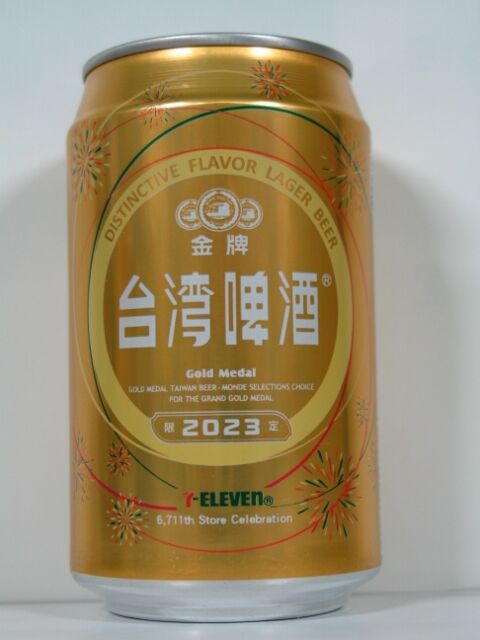 DISTINCTIVE FLAVOR LAGER BEER
金牌
台湾啤酒®
Gold Medal
GOLD MEDAL TAIWAN BEER - MONDE SELECTIONS CHOICE
FOR THE GRAND GOLD MEDAL
限 2023 定
7-ELEVEn®
6,711th Store Celebration